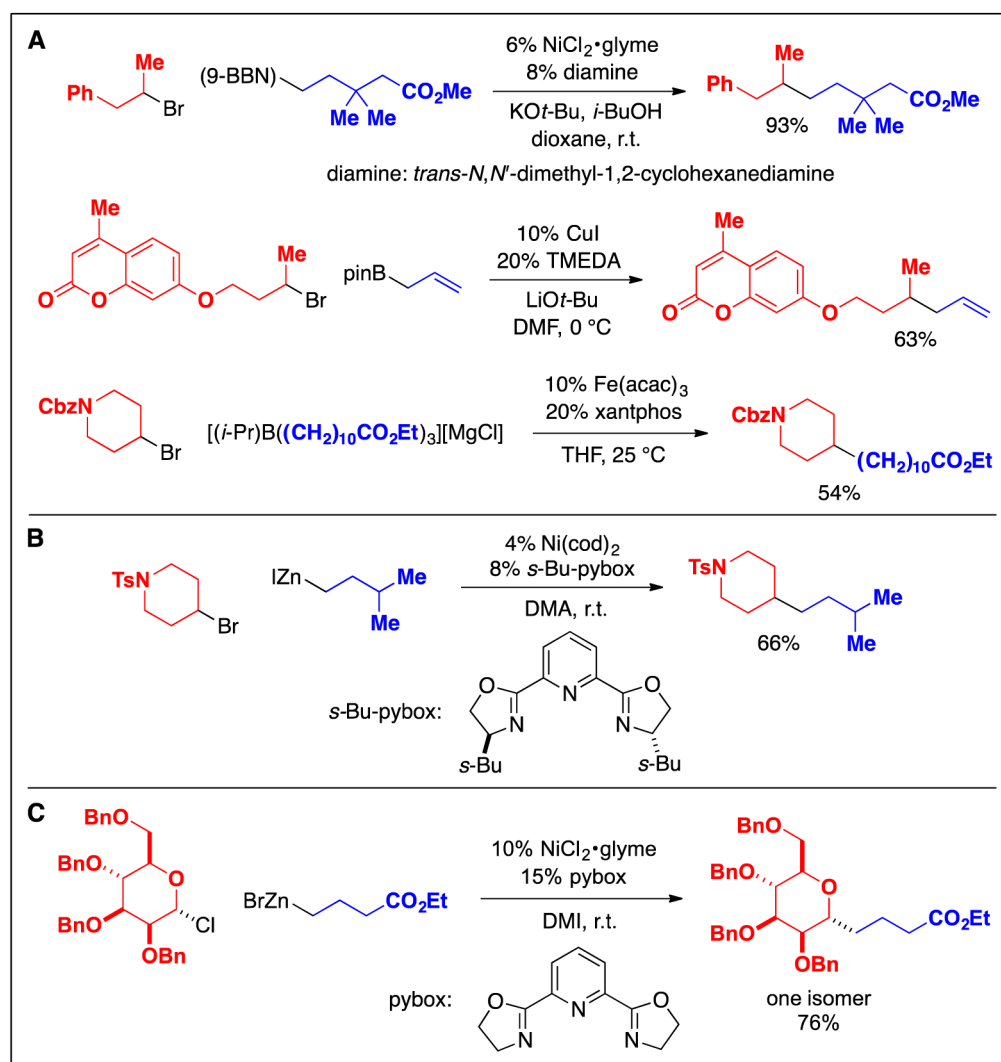 A
Me
Ph
Br
(9-BBN)
Me Me
CO2Me
6% NiCl2•glyme
8% diamine
KOt-Bu, i-BuOH
dioxane, r.t.
Me
Ph
Me Me
CO2Me
93%
diamine: trans-N,N′-dimethyl-1,2-cyclohexanediamine
Me
O O O
Me
Br
pinB
10% CuI
20% TMEDA
LiOt-Bu
DMF, 0 °C
Me
O O O
Me
63%
CbzN
Br
[(i-Pr)B((CH2)10CO2Et)3][MgCl]
10% Fe(acac)3
20% xantphos
THF, 25 °C
CbzN
(CH2)10CO2Et
54%
B
TsN
Br
IZn
Me
Me
4% Ni(cod)2
8% s-Bu-pybox
DMA, r.t.
TsN
Me
Me
66%
s-Bu-pybox:
O N O
N N
s-Bu s-Bu
C
BnO
BnO O
BnO Cl
OBn
BrZn
CO2Et
10% NiCl2•glyme
15% pybox
DMI, r.t.
pybox:
O N O
N N
BnO
BnO O
BnO
OBn
CO2Et
one isomer
76%